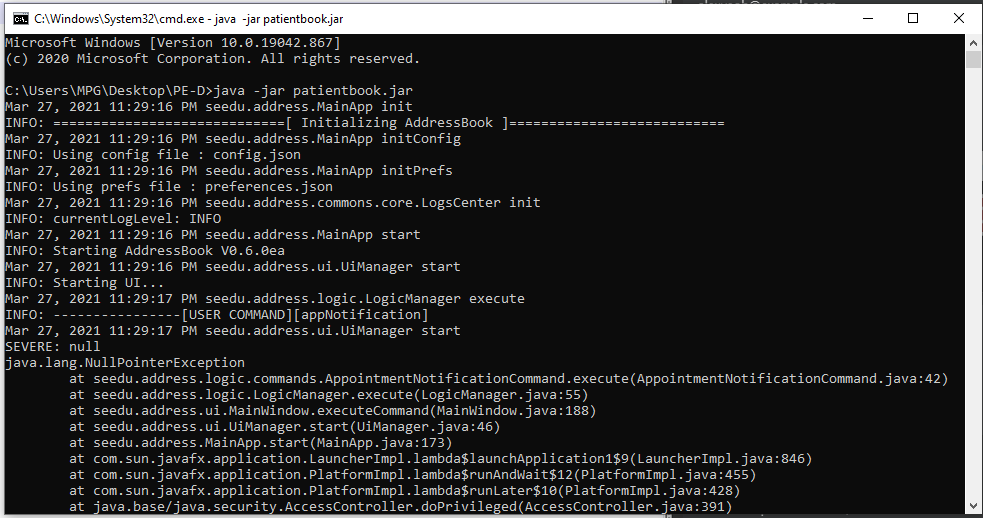 C:\Windows\System32\cmd.exe - java -jar patientbook.jar
Microsoft Windows [Version 10.0.19042.867]
(c) 2020 Microsoft Corporation. All rights reserved.
C:\Users\MPG\Desktop\PE-D>java -jar patientbook.jar
Mar 27, 2021 11:29:16 PM seedu.address.MainApp init
INFO: =============================[ Initializing AddressBook ]===========================
Mar 27, 2021 11:29:16 PM seedu.address.MainApp initConfig
INFO: Using config file : config.json
Mar 27, 2021 11:29:16 PM seedu.address.MainApp initPrefs
INFO: Using prefs file : preferences.json
Mar 27, 2021 11:29:16 PM seedu.address.commons.core.LogsCenter init
INFO: currentLogLevel: INFO
Mar 27, 2021 11:29:16 PM seedu.address.MainApp start
INFO: Starting AddressBook V0.6.0ea
Mar 27, 2021 11:29:16 PM seedu.address.ui.UiManager start
INFO: Starting UI...
Mar 27, 2021 11:29:17 PM seedu.address.logic.LogicManager execute
INFO: ----------------[USER COMMAND][appNotification]
Mar 27, 2021 11:29:17 PM seedu.address.ui.UiManager start
SEVERE: null
java.lang.NullPointerException
at seedu.address.logic.commands.AppointmentNotificationCommand.execute(AppointmentNotificationCommand.java:42)
at seedu.address.logic.LogicManager.execute(LogicManager.java:55)
at seedu.address.ui.MainWindow.executeCommand(MainWindow.java:188)
at seedu.address.ui.UiManager.start(UiManager.java:46)
at seedu.address.MainApp.start(MainApp.java:173)
at com.sun.javafx.application.LauncherImpl.lambda$launchApplication1$9(LauncherImpl.java:846)
at com.sun.javafx.application.PlatformImpl.lambda$runAndWait$12(PlatformImpl.java:455)
at com.sun.javafx.application.PlatformImpl.lambda$runLater$10(PlatformImpl.java:428)
at java.base/java.security.AccessController.doPrivileged(AccessController.java:391)